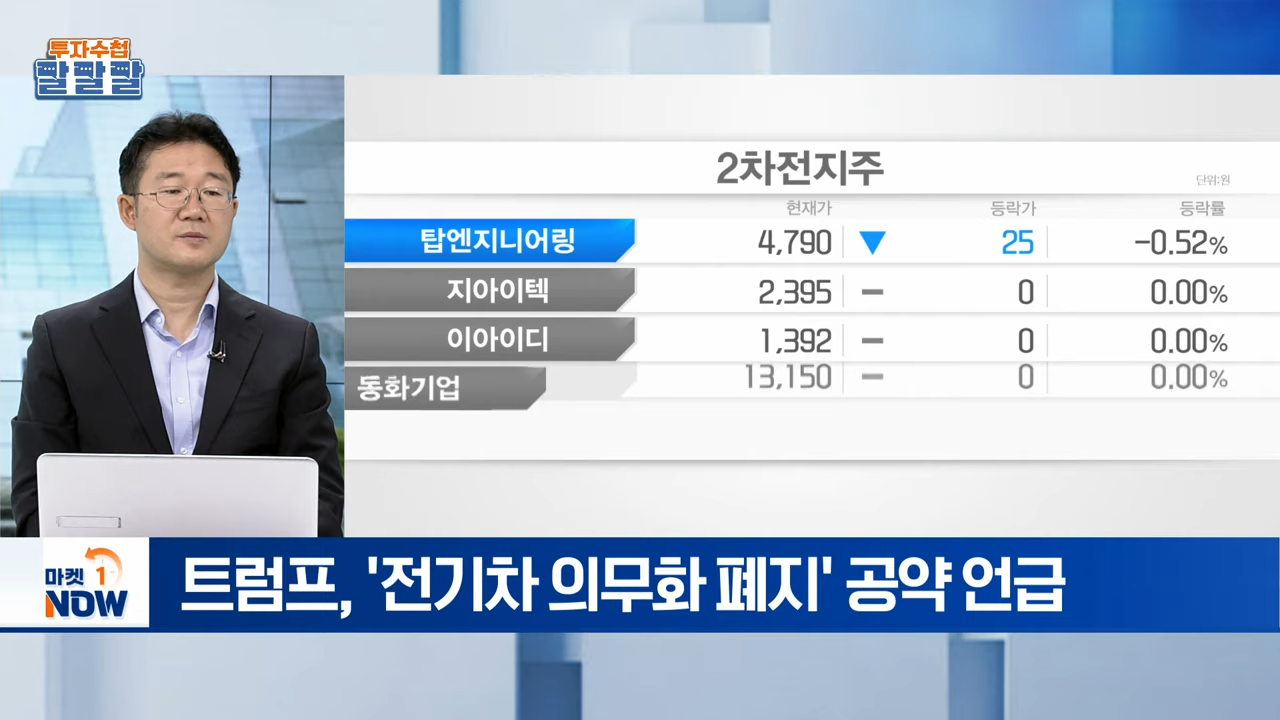 투자수첩
팔팔팔
2차전지주
단위:원
현재가 등락가 등락률
탑엔지니어링 4,790 ▼ 25 -0.52%
지아이텍 2,395 - 0 0.00%
이아이디 1,392 - 0 0.00%
동화기업 13,150 - 0 0.00%
마켓 1
NOW
트럼프, '전기차 의무화 폐지' 공약 언급